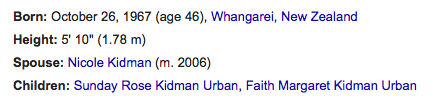 Born: October 26, 1967 (age 46), Whangarei, New Zealand
Height: 5' 10" (1.78 m)
Spouse: Nicole Kidman (m. 2006)
Children: Sunday Rose Kidman Urban, Faith Margaret Kidman Urban